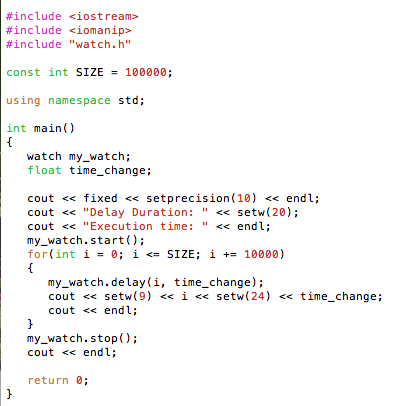 #include <iostream>
#include <iomanip>
#include "watch.h"
const int SIZE = 100000;
using namespace std;
int main()
{
watch my_watch;
float time_change;
cout << fixed << setprecision(10) << endl;
cout << "Delay Duration: " << setw(20);
cout << "Execution time: " << endl;
my_watch.start();
for(int i = 0; i <= SIZE; i += 10000)
{
my_watch.delay(i, time_change);
cout << setw(9) << i << setw(24) << time_change;
cout << endl;
}
my_watch.stop();
cout << endl;
return 0;
}